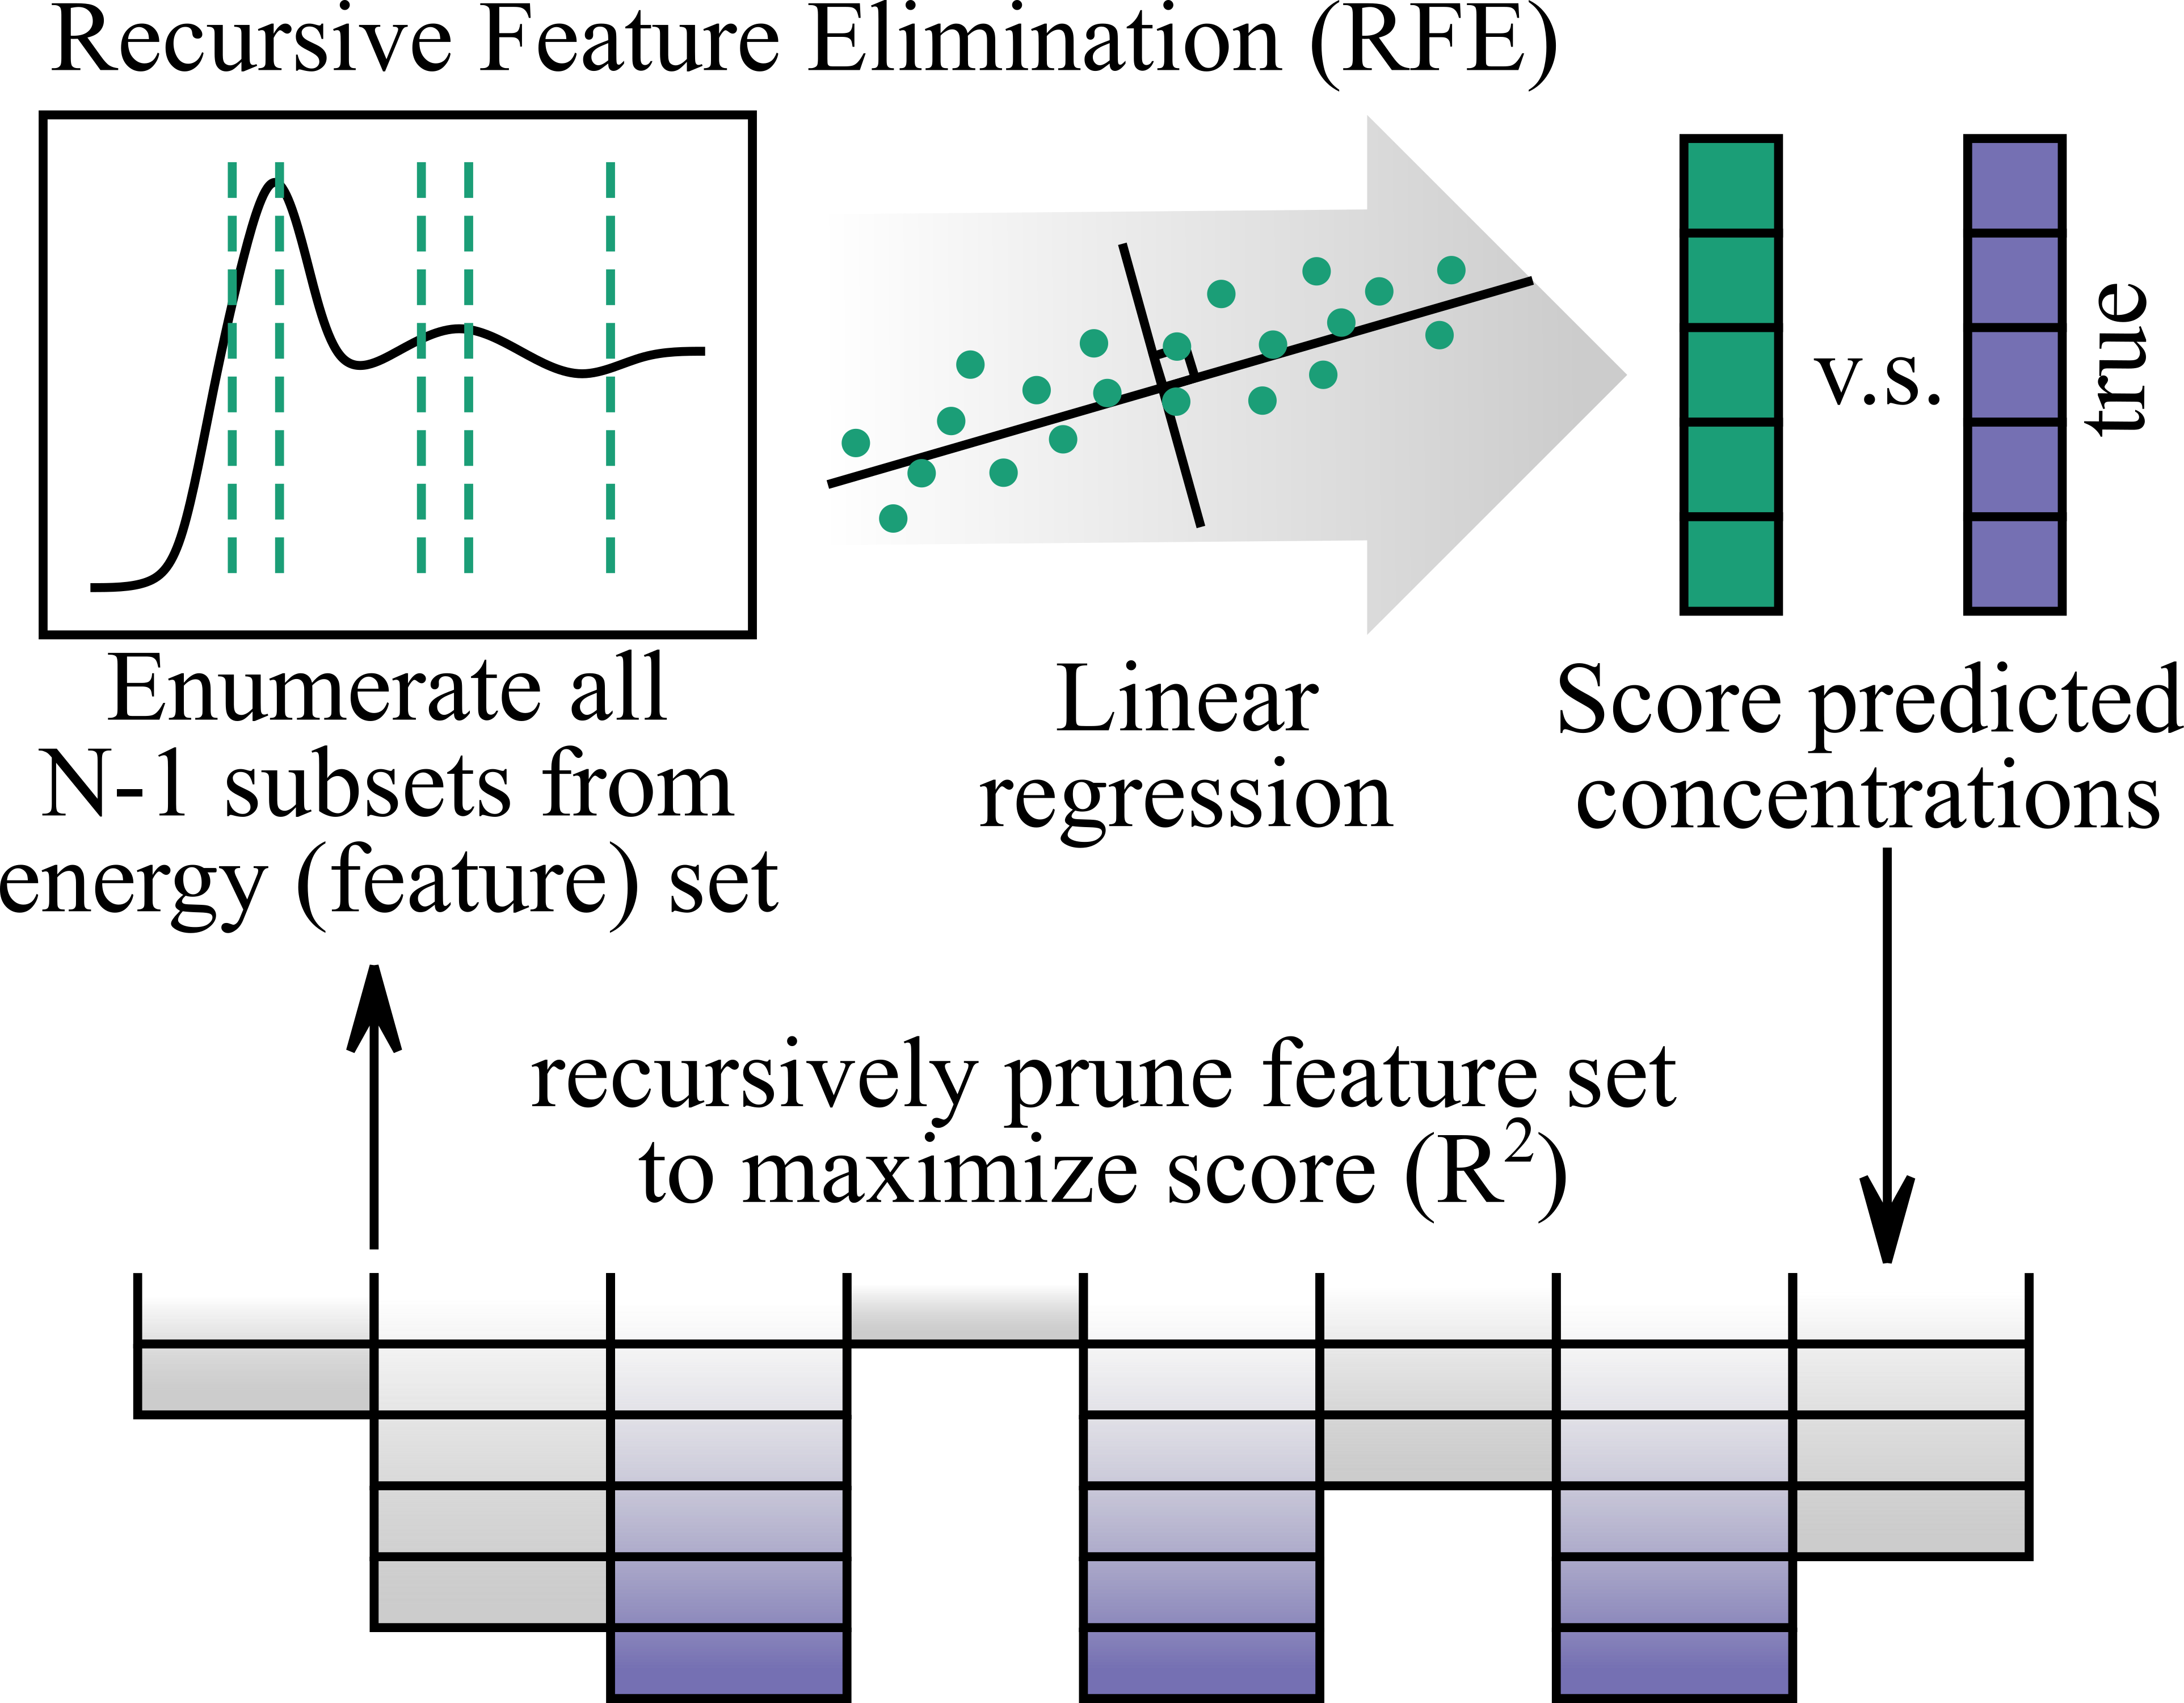 Recursive Feature Elimination (RFE)
v.s.
true
Enumerate all
N-1 subsets from
energy (feature) set
Linear
regression
Score predicted
concentrations
recursively prune feature set
to maximize score (R²)